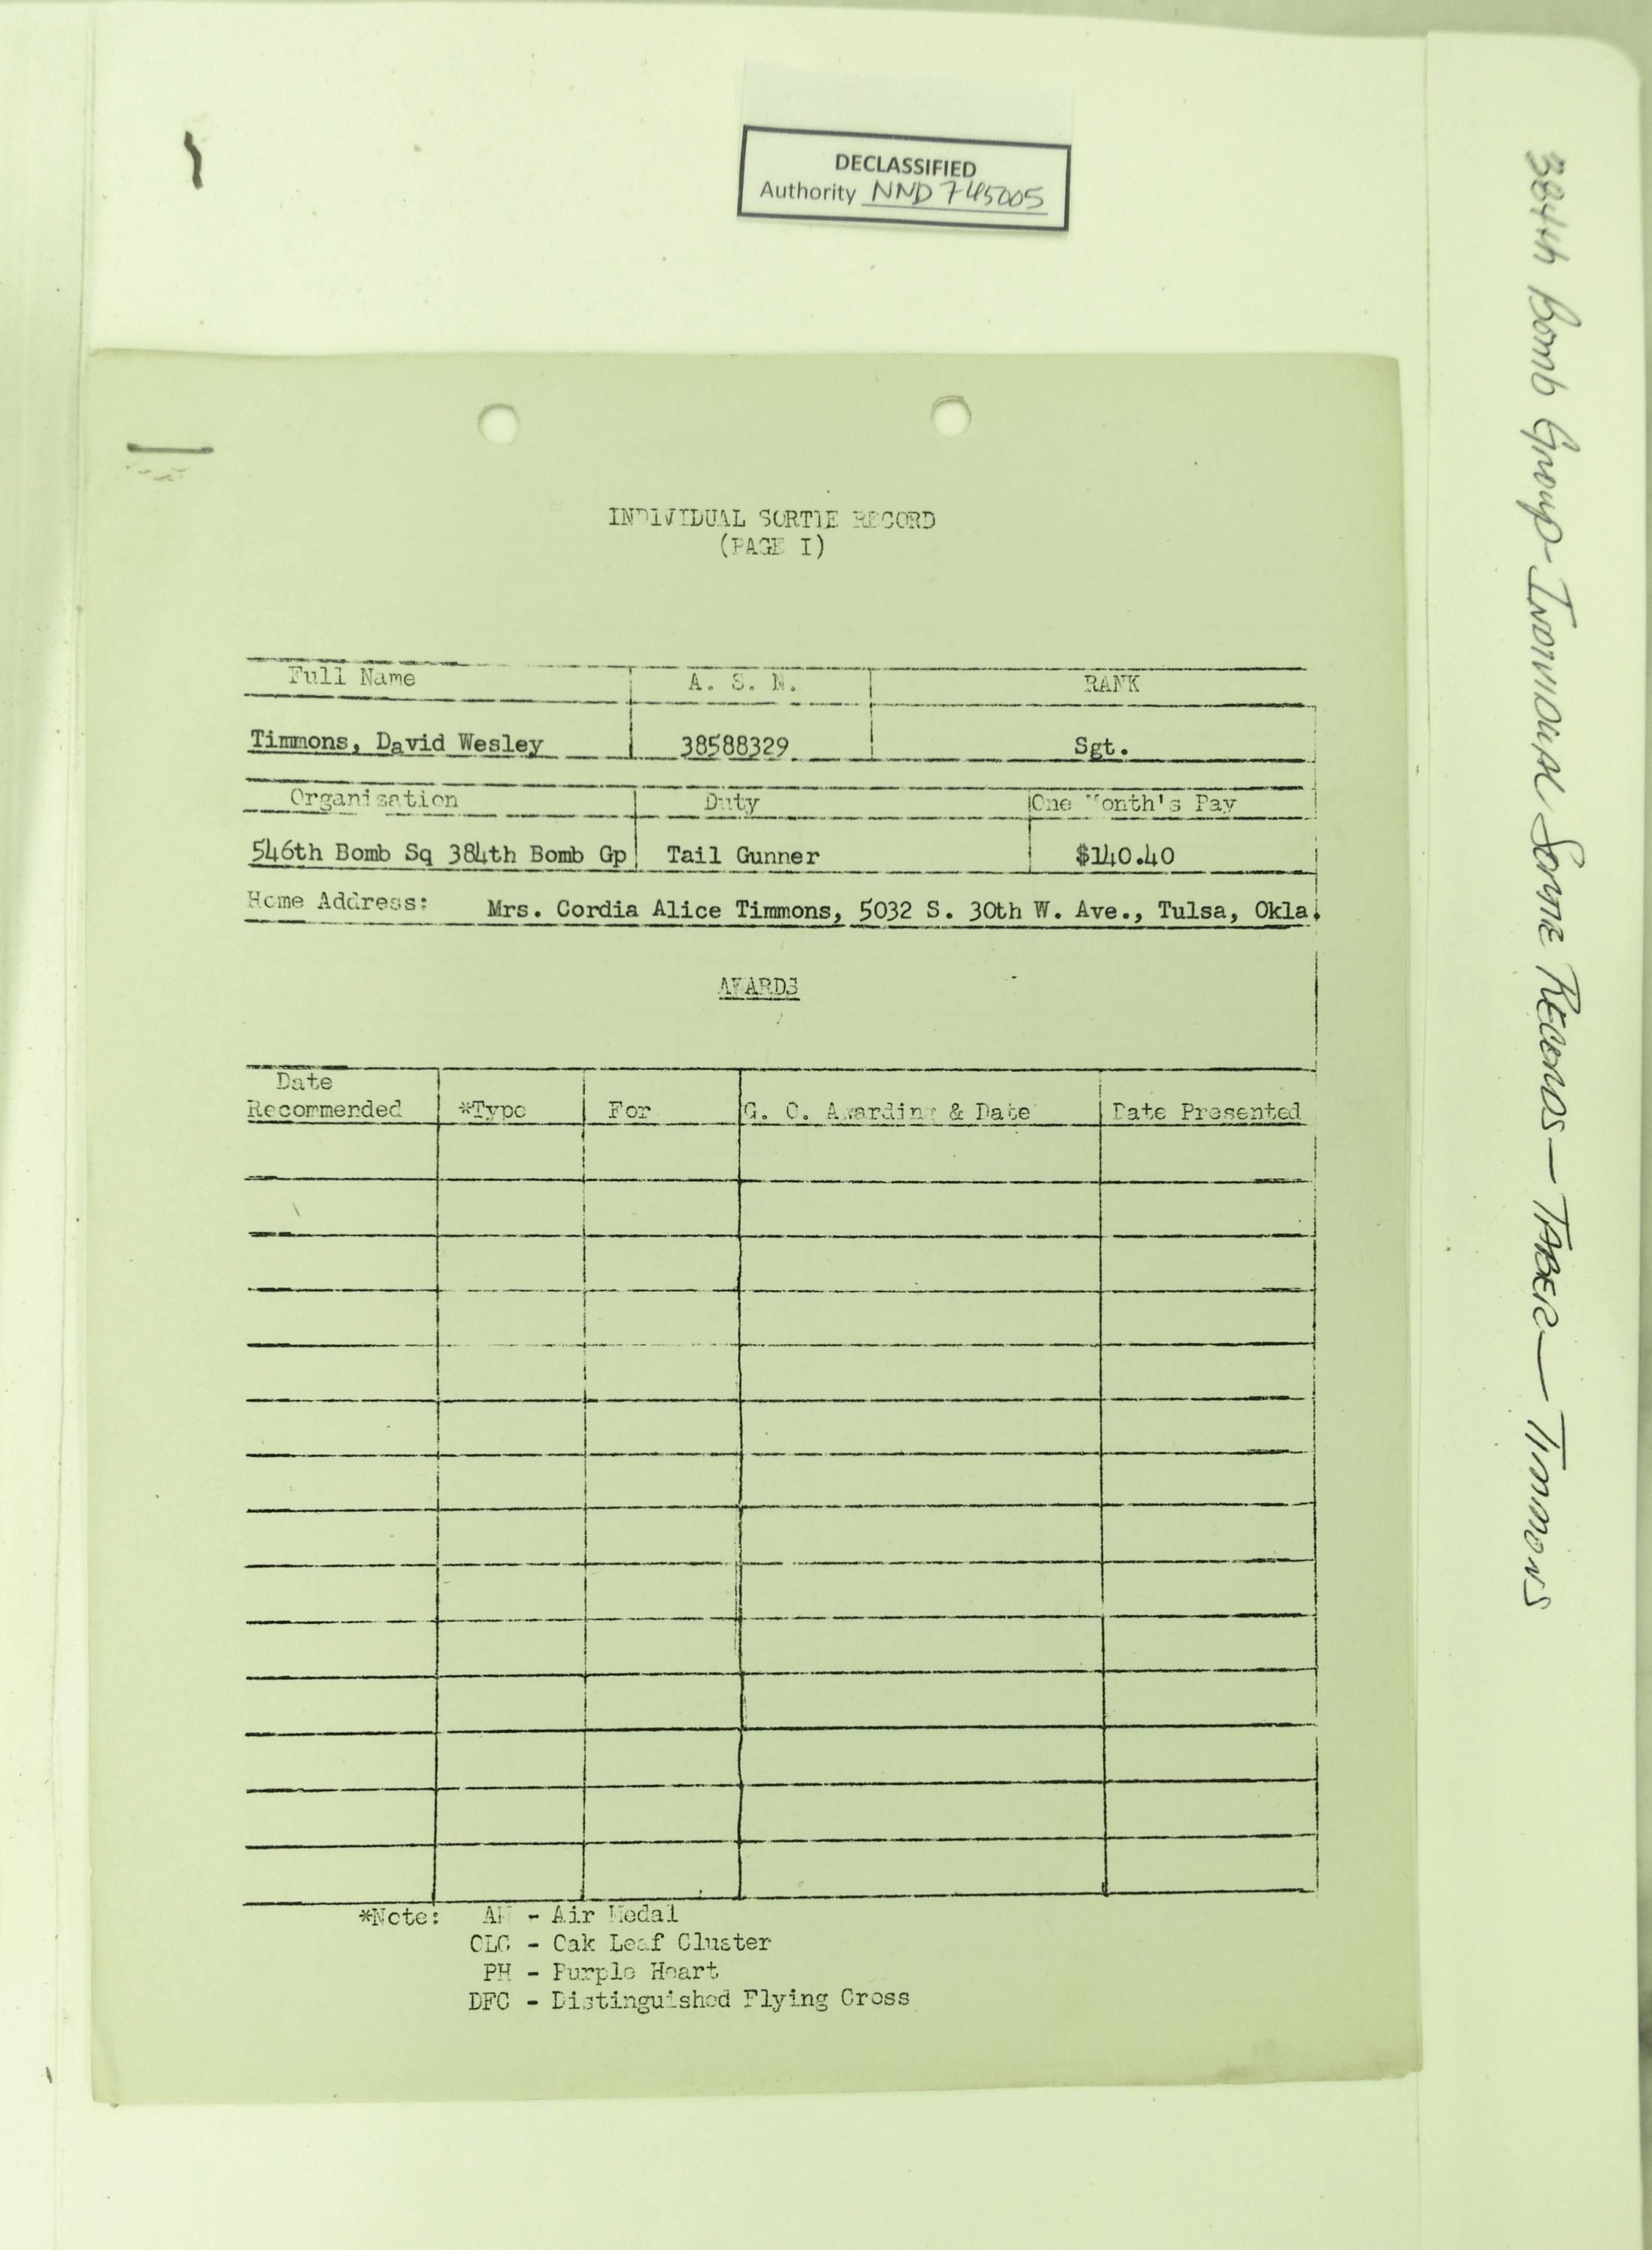 DECLASSIFIED
Authority NND 745005
INDIVIDUAL SORTIE RECORD
(PAGE I)
Full Name A. S. N. RANK
Timmons, David Wesley 38588329 Sgt.
Organization Duty One Month's Pay
546th Bomb Sq 384th Bomb Gp Tail Gunner $140.40
Home Address: Mrs. Cordia Alice Timmons, 5032 S. 30th W. Ave., Tulsa, Okla.
AWARDS
Date
Recommended *Type For G. O. Awarding & Date Date Presented
*Note: AM - Air Medal
OLC - Oak Leaf Cluster
PH - Purple Heart
DFC - Distinguished Flying Cross
384th Bomb Group - Individual Sortie Records - TABER - Timmons